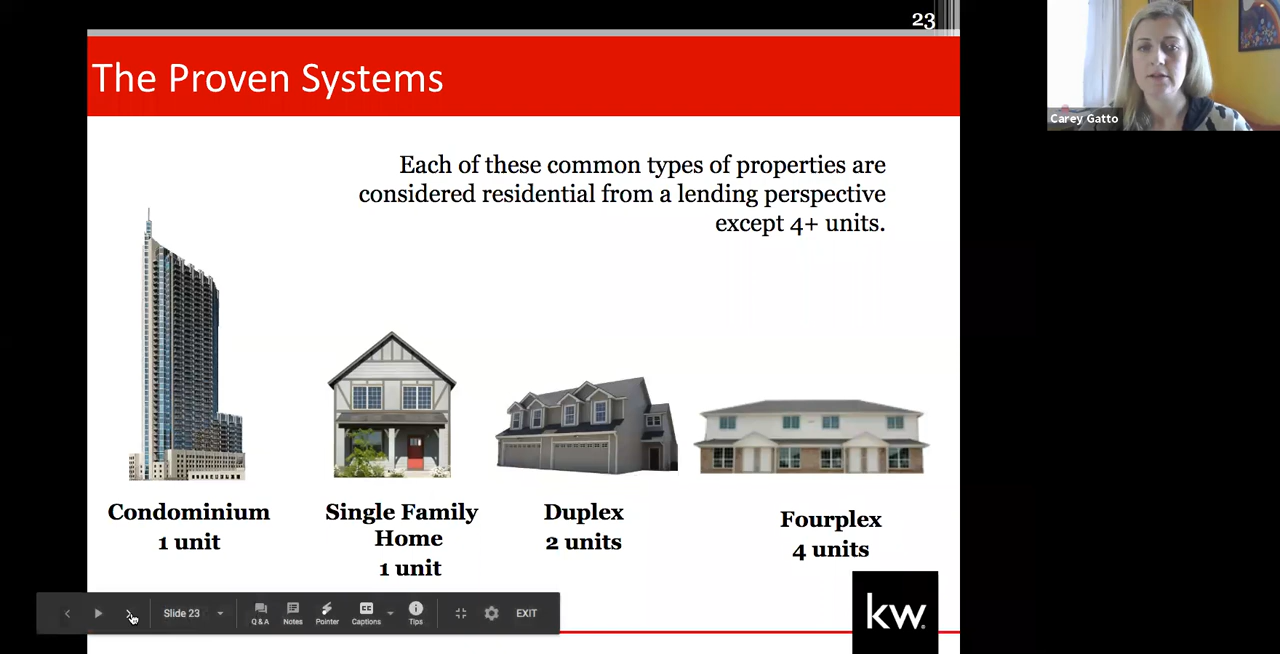 23
The Proven Systems
Carey Gatto
Each of these common types of properties are
considered residential from a lending perspective
except 4+ units.
Condominium
1 unit
Single Family
Home
1 unit
Duplex
2 units
Fourplex
4 units
Slide 23
Q & A
Notes
Pointer
CC
Captions
Tips
EXIT
kw.